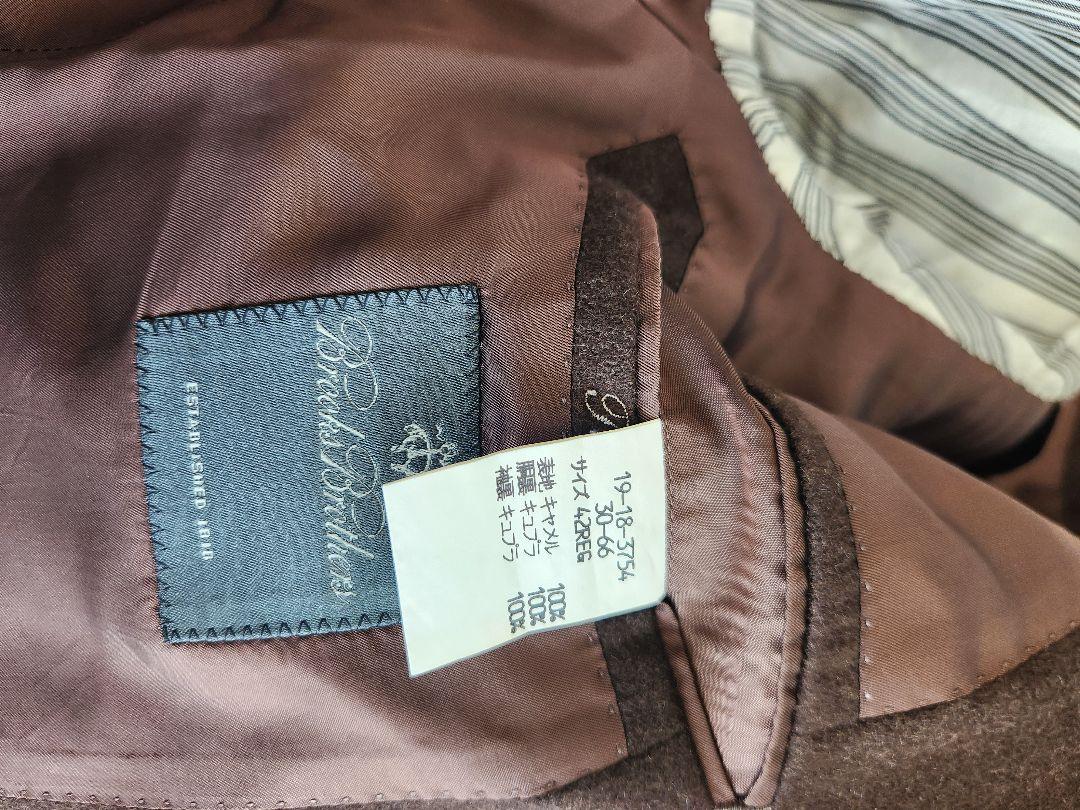 Brooks Brothers
ESTABLISHED 1818
19-18-3754
30-66
サイズ 42REG
表地 キャメル 100%
胴裏 キュプラ 100%
袖裏 キュプラ 100%